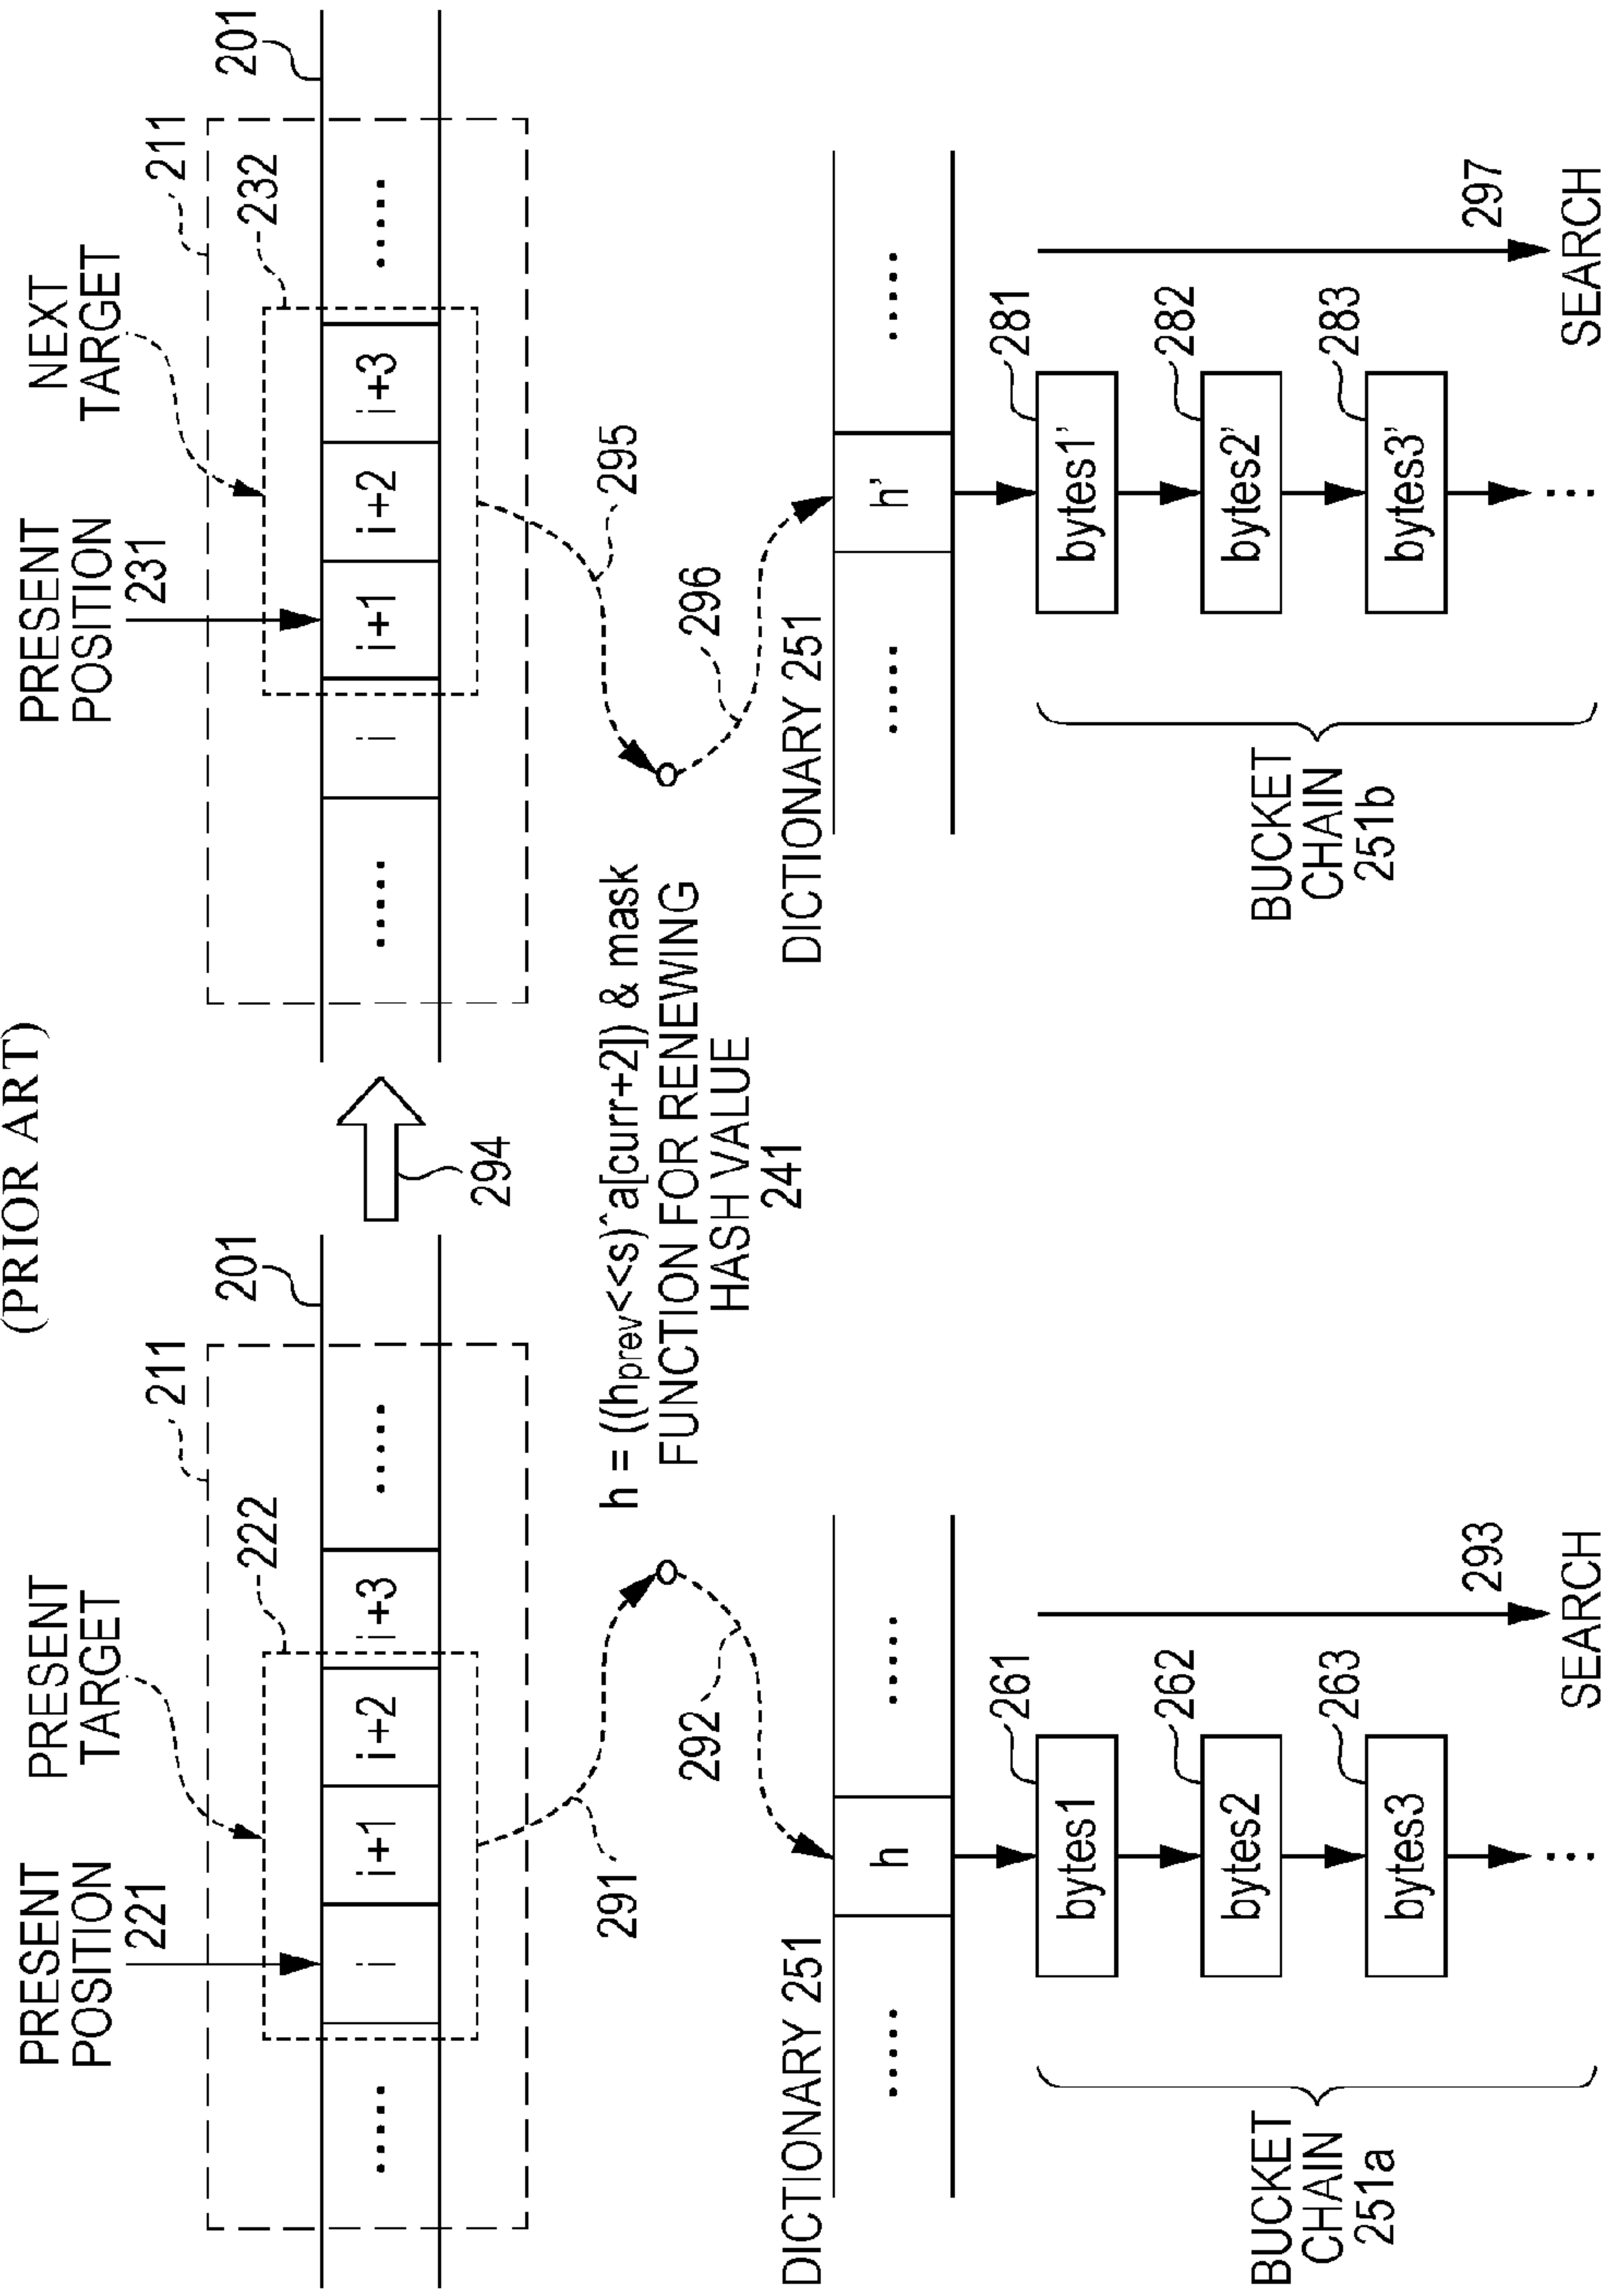 (PRIOR ART)
PRESENT
POSITION
221
PRESENT
TARGET
222
211
201
..... i i+1 i+2 i+3 .....
294
PRESENT
POSITION
231
NEXT
TARGET
232
211
201
..... i i+1 i+2 i+3 .....
291
292
h = ((hprev<<s)^a[curr+2]) & mask
FUNCTION FOR RENEWING
HASH VALUE
241
295
296
DICTIONARY 251
..... h .....
BUCKET
CHAIN
251a
bytes1
261
bytes2
262
bytes3
263
...
293
SEARCH
DICTIONARY 251
..... h' .....
BUCKET
CHAIN
251b
bytes1'
281
bytes2'
282
bytes3'
283
...
297
SEARCH